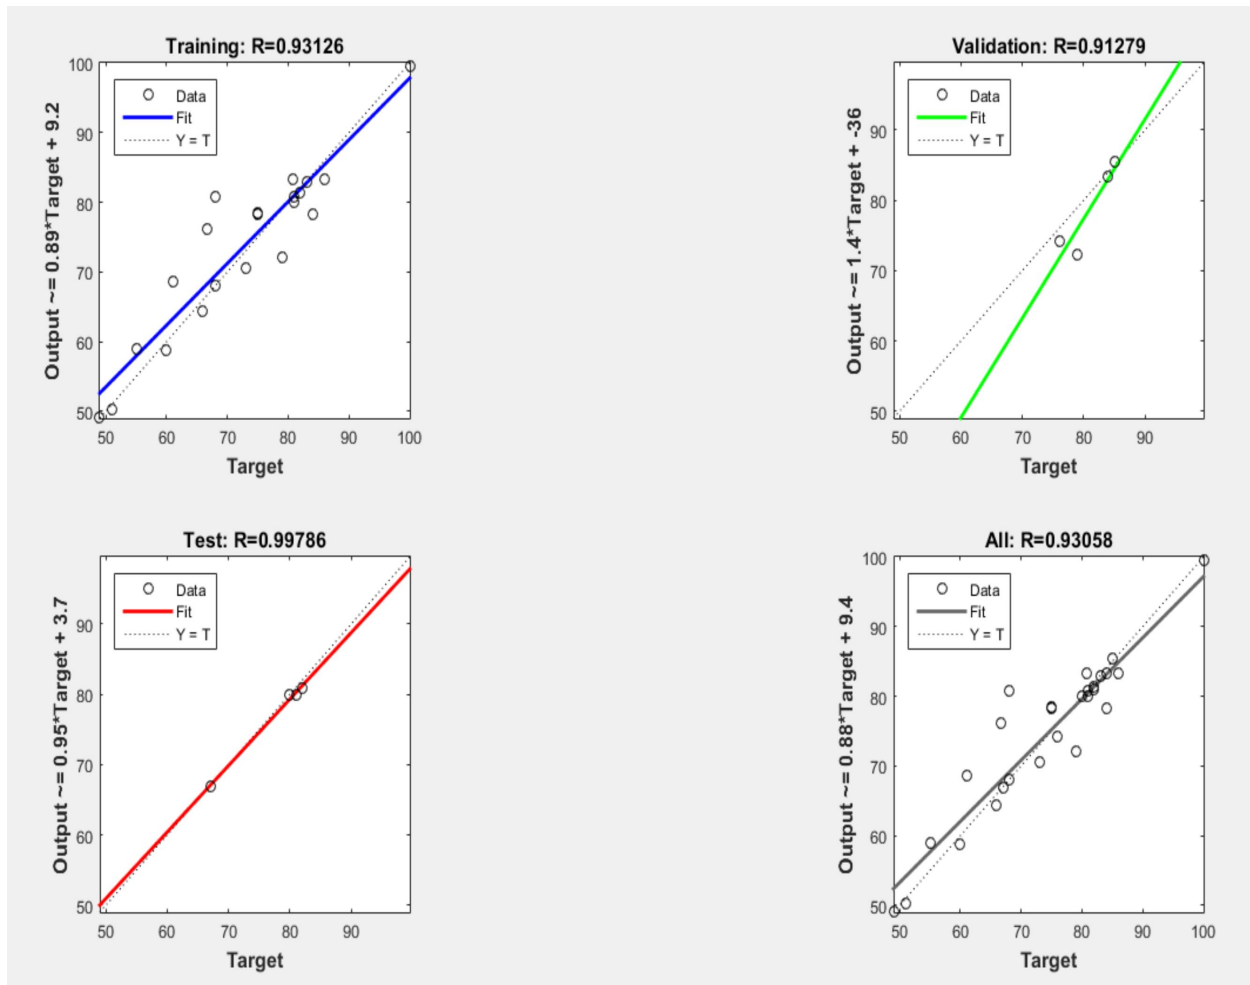 Training: R=0.93126
Output ~= 0.89*Target + 9.2
100
90
80
70
60
50
Data
Fit
Y = T
50 60 70 80 90 100
Target
Validation: R=0.91279
Output ~= 1.4*Target + -36
90
80
70
60
50
Data
Fit
Y = T
50 60 70 80 90
Target
Test: R=0.99786
Output ~= 0.95*Target + 3.7
90
80
70
60
50
Data
Fit
Y = T
50 60 70 80 90
Target
All: R=0.93058
Output ~= 0.88*Target + 9.4
100
90
80
70
60
50
Data
Fit
Y = T
50 60 70 80 90 100
Target